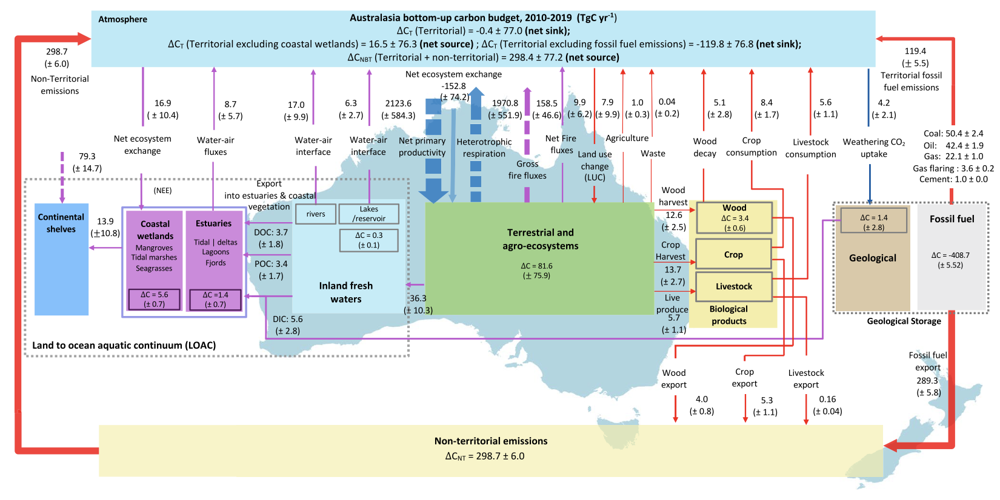 Atmosphere
Australasia bottom-up carbon budget, 2010-2019 (TgC yr⁻¹)
ΔC_T (Territorial) = -0.4 ± 77.0 (net sink);
ΔC_T (Territorial excluding coastal wetlands) = 16.5 ± 76.3 (net source) ; ΔC_T (Territorial excluding fossil fuel emissions) = -119.8 ± 76.8 (net sink);
ΔC_NBT (Territorial + non-territorial) = 298.4 ± 77.2 (net source)
298.7
(± 6.0)
Non-Territorial
emissions
16.9
( ± 10.4)
Net ecosystem
exchange
(NEE)
8.7
(± 5.7)
Water-air
fluxes
17.0
(± 9.9)
Water-air
interface
6.3
(± 2.7)
Water-air
interface
2123.6
(± 584.3)
Net primary
productivity
Net ecosystem exchange
-152.8
(± 74.2)
1970.8
(± 551.9)
Heterotrophic
respiration
Gross
fire fluxes
158.5
(± 46.6)
Net Fire
fluxes
9.9
(± 6.2)
7.9
(± 9.9)
Land use
change
(LUC)
1.0
(± 0.3)
Agriculture
0.04
(± 0.2)
Waste
5.1
(± 2.8)
Wood
decay
8.4
(± 1.7)
Crop
consumption
5.6
(± 1.1)
Livestock
consumption
4.2
(± 2.1)
Weathering CO₂
uptake
119.4
(± 5.5)
Territorial fossil
fuel emissions
Coal: 50.4 ± 2.4
Oil: 42.4 ± 1.9
Gas: 22.1 ± 1.0
Gas flaring : 3.6 ± 0.2
Cement: 1.0 ± 0.0
79.3
(± 14.7)
Continental
shelves
13.9
(±10.8)
Coastal
wetlands
Mangroves
Tidal marshes
Seagrasses
ΔC = 5.6
(± 0.7)
Estuaries
Tidal | deltas
Lagoons
Fjords
ΔC =1.4
(± 0.7)
Export
into estuaries & coastal
vegetation
DOC: 3.7
(± 1.8)
POC: 3.4
(± 1.7)
DIC: 5.6
(± 2.8)
rivers
Lakes
/reservoir
ΔC = 0.3
(± 0.1)
Inland fresh
waters
36.3
(± 10.3)
Terrestrial and
agro-ecosystems
ΔC = 81.6
(± 75.9)
Wood
harvest
12.6
(± 2.5)
Crop
Harvest
13.7
(± 2.7)
Live
produce
5.7
(± 1.1)
Wood
ΔC = 3.4
(± 0.6)
Crop
Livestock
Biological
products
ΔC = 1.4
(± 2.8)
Geological
Fossil fuel
ΔC = -408.7
(± 5.52)
Geological Storage
Land to ocean aquatic continuum (LOAC)
Wood
export
4.0
(± 0.8)
Crop
export
5.3
(± 1.1)
Livestock
export
0.16
(± 0.04)
Fossil fuel
export
289.3
(± 5.8)
Non-territorial emissions
ΔC_NT = 298.7 ± 6.0